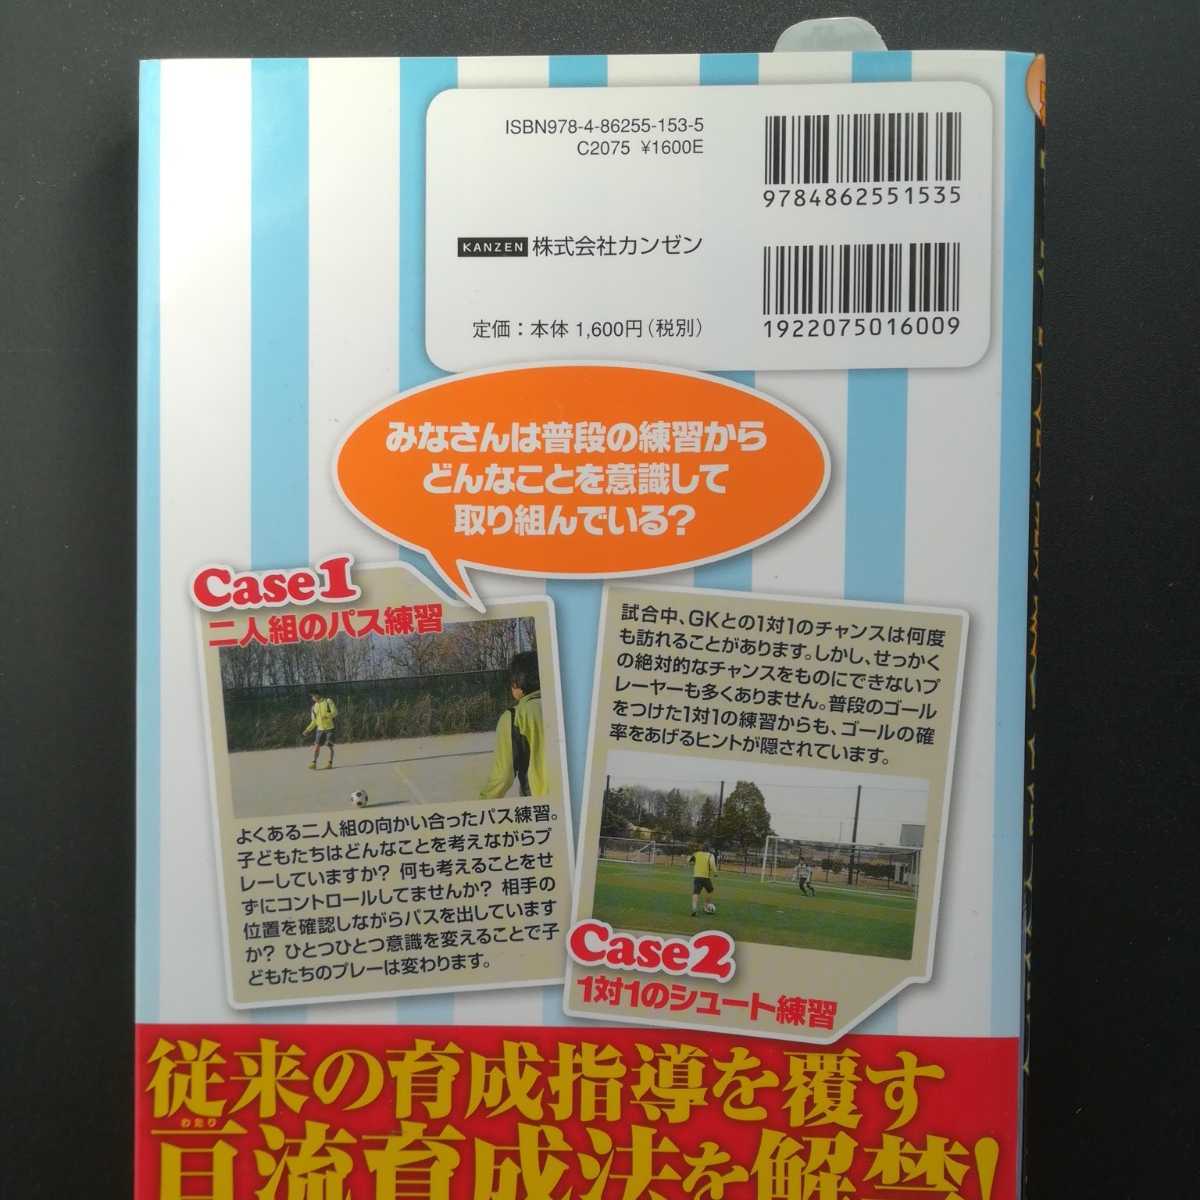 ISBN978-4-86255-153-5
C2075 ¥1600E
9784862551535
KANZEN 株式会社カンゼン
定価：本体 1,600円（税別）
1922075016009
みなさんは普段の練習から
どんなことを意識して
取り組んでいる？
Case1
二人組のパス練習
よくある二人組の向かい合ったパス練習。
子どもたちはどんなことを考えながらプ
レーしていますか？ 何も考えることをせ
ずにコントロールしてませんか？ 相手の
位置を確認しながらパスを出しています
か？ ひとつひとつ意識を変えることで子
どもたちのプレーは変わります。
試合中、GKとの1対1のチャンスは何度
も訪れることがあります。しかし、せっかく
の絶対的なチャンスをものにできないプ
レーヤーも多くありません。普段のゴール
をつけた1対1の練習からも、ゴールの確
率をあげるヒントが隠されています。
Case2
1対1のシュート練習
従来の育成指導を覆す
わたり
亘流育成法を解禁！